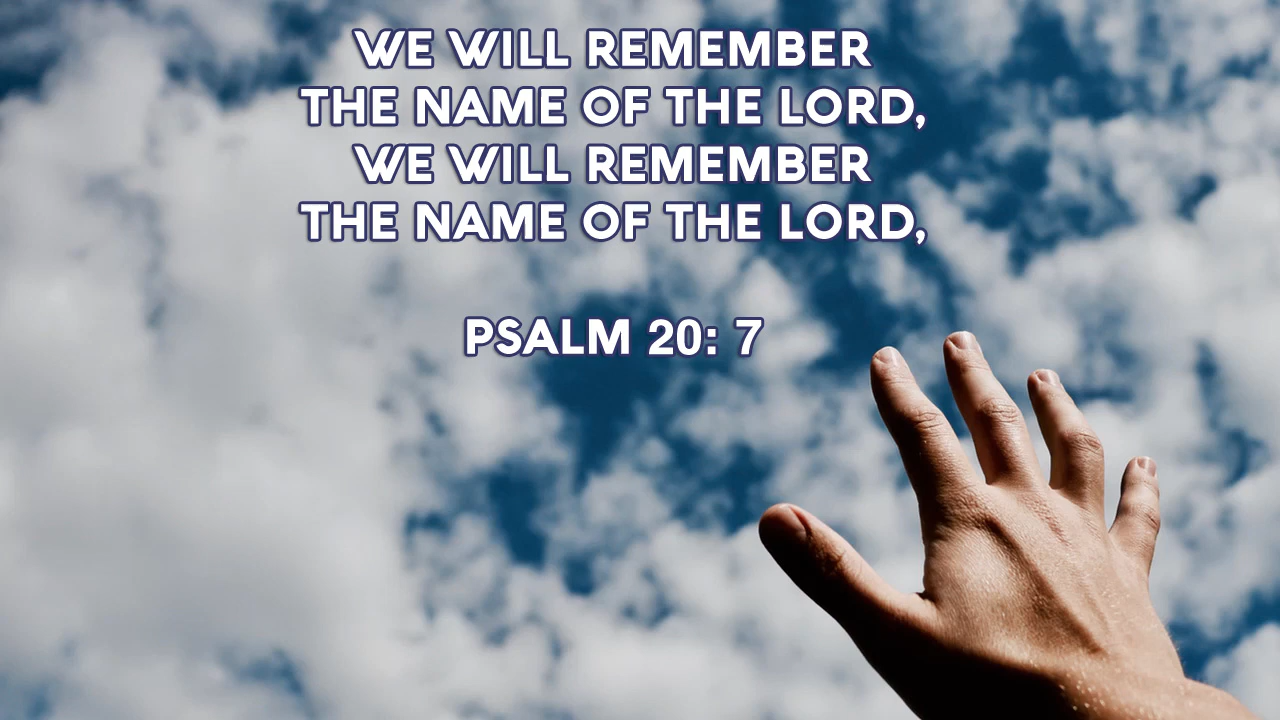 WE WILL REMEMBER
THE NAME OF THE LORD,
WE WILL REMEMBER
THE NAME OF THE LORD,
PSALM 20: 7